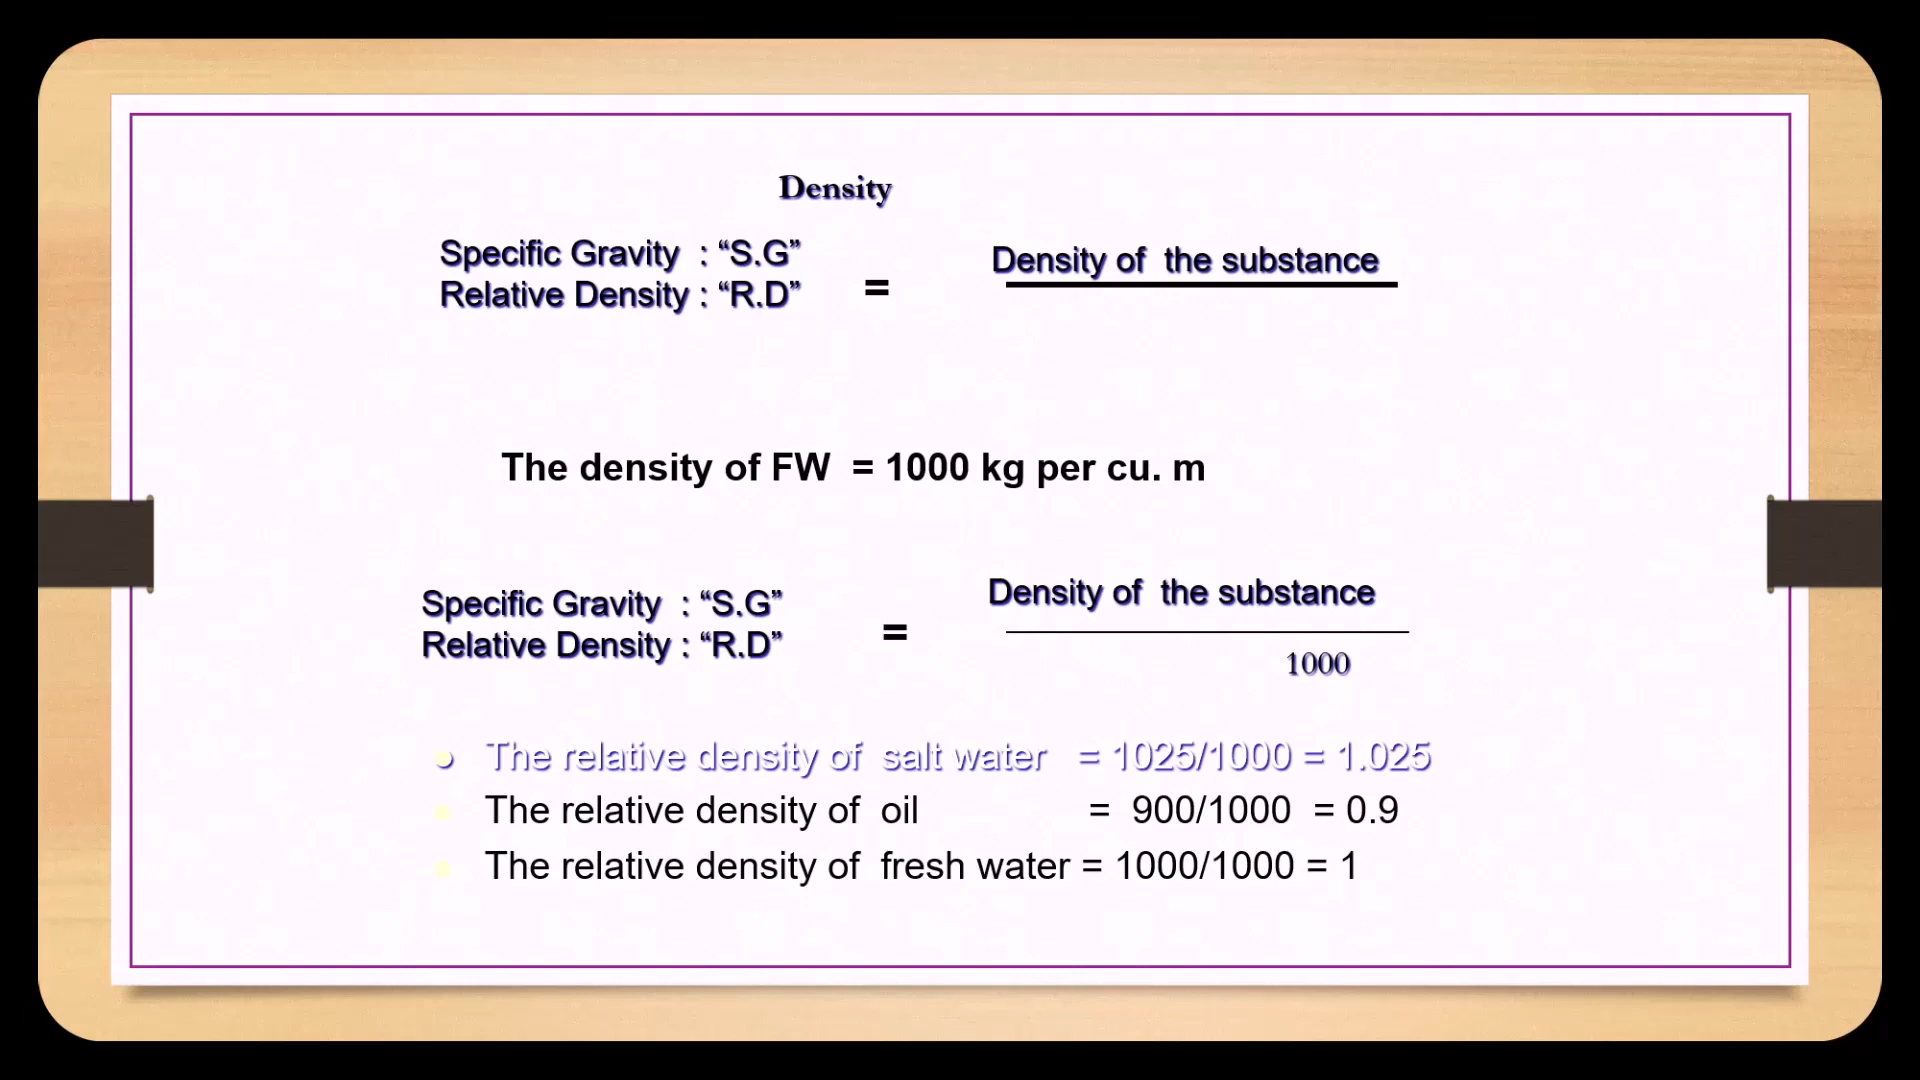 Density
Specific Gravity : “S.G”
Relative Density : “R.D”
=
Density of the substance
The density of FW = 1000 kg per cu. m
Specific Gravity : “S.G”
Relative Density : “R.D”
=
Density of the substance
1000
• The relative density of salt water = 1025/1000 = 1.025
• The relative density of oil = 900/1000 = 0.9
• The relative density of fresh water = 1000/1000 = 1